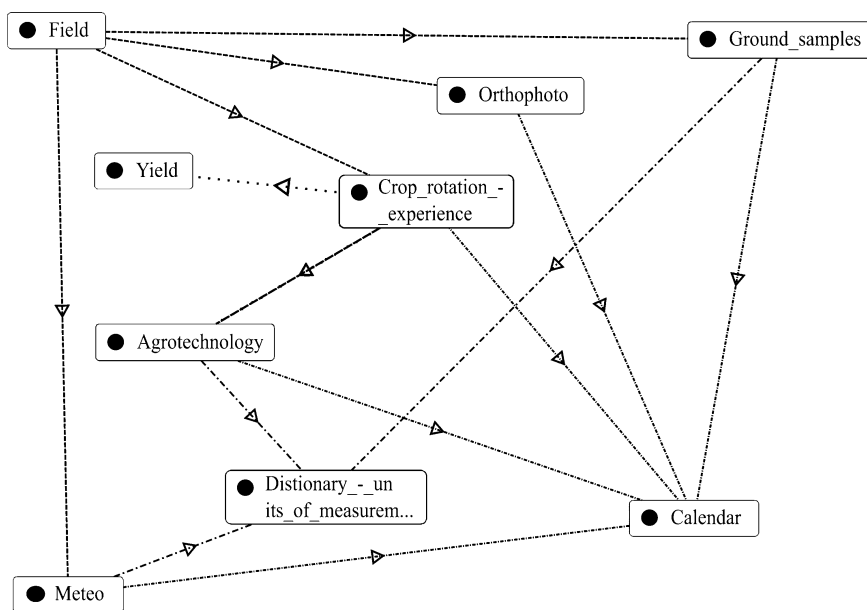 Field
Ground_samples
Orthophoto
Yield
Crop_rotation_-
_experience
Agrotechnology
Distionary_-_un
its_of_measurem...
Calendar
Meteo